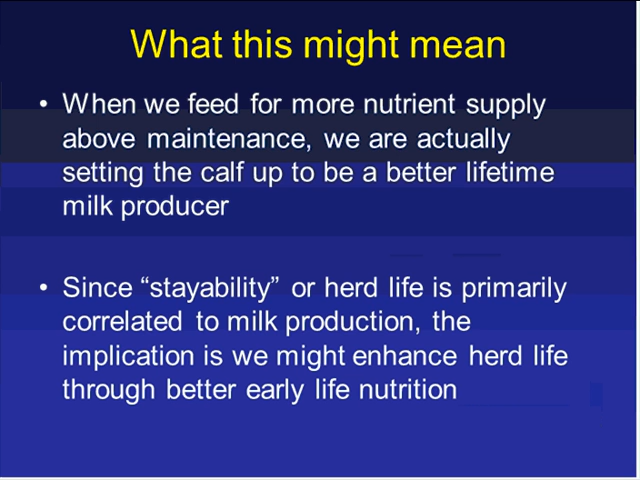 What this might mean
• When we feed for more nutrient supply
above maintenance, we are actually
setting the calf up to be a better lifetime
milk producer
• Since “stayability” or herd life is primarily
correlated to milk production, the
implication is we might enhance herd life
through better early life nutrition